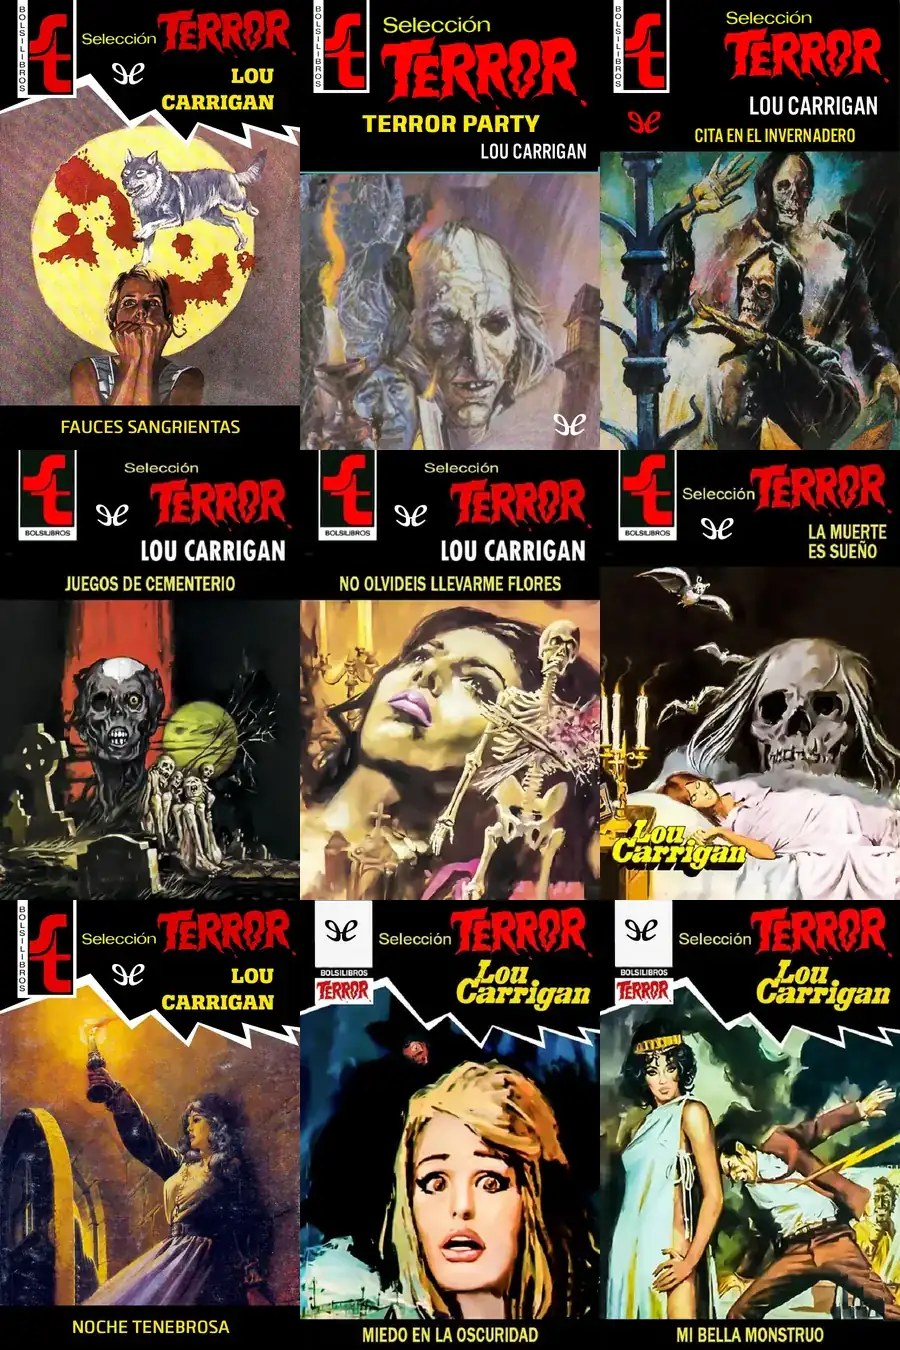 BOLSILIBROS
Selección TERROR
LOU
CARRIGAN
FAUCES SANGRIENTAS
BOLSILIBROS
Selección
TERROR
TERROR PARTY
LOU CARRIGAN
BOLSILIBROS
Selección
TERROR
LOU CARRIGAN
CITA EN EL INVERNADERO
BOLSILIBROS
Selección
TERROR
LOU CARRIGAN
JUEGOS DE CEMENTERIO
BOLSILIBROS
Selección
TERROR
LOU CARRIGAN
NO OLVIDEIS LLEVARME FLORES
BOLSILIBROS
Selección TERROR
LA MUERTE
ES SUEÑO
Lou
Carrigan
BOLSILIBROS
Selección TERROR
LOU
CARRIGAN
NOCHE TENEBROSA
BOLSILIBROS
TERROR
Selección TERROR
Lou
Carrigan
MIEDO EN LA OSCURIDAD
BOLSILIBROS
TERROR
Selección TERROR
Lou
Carrigan
MI BELLA MONSTRUO